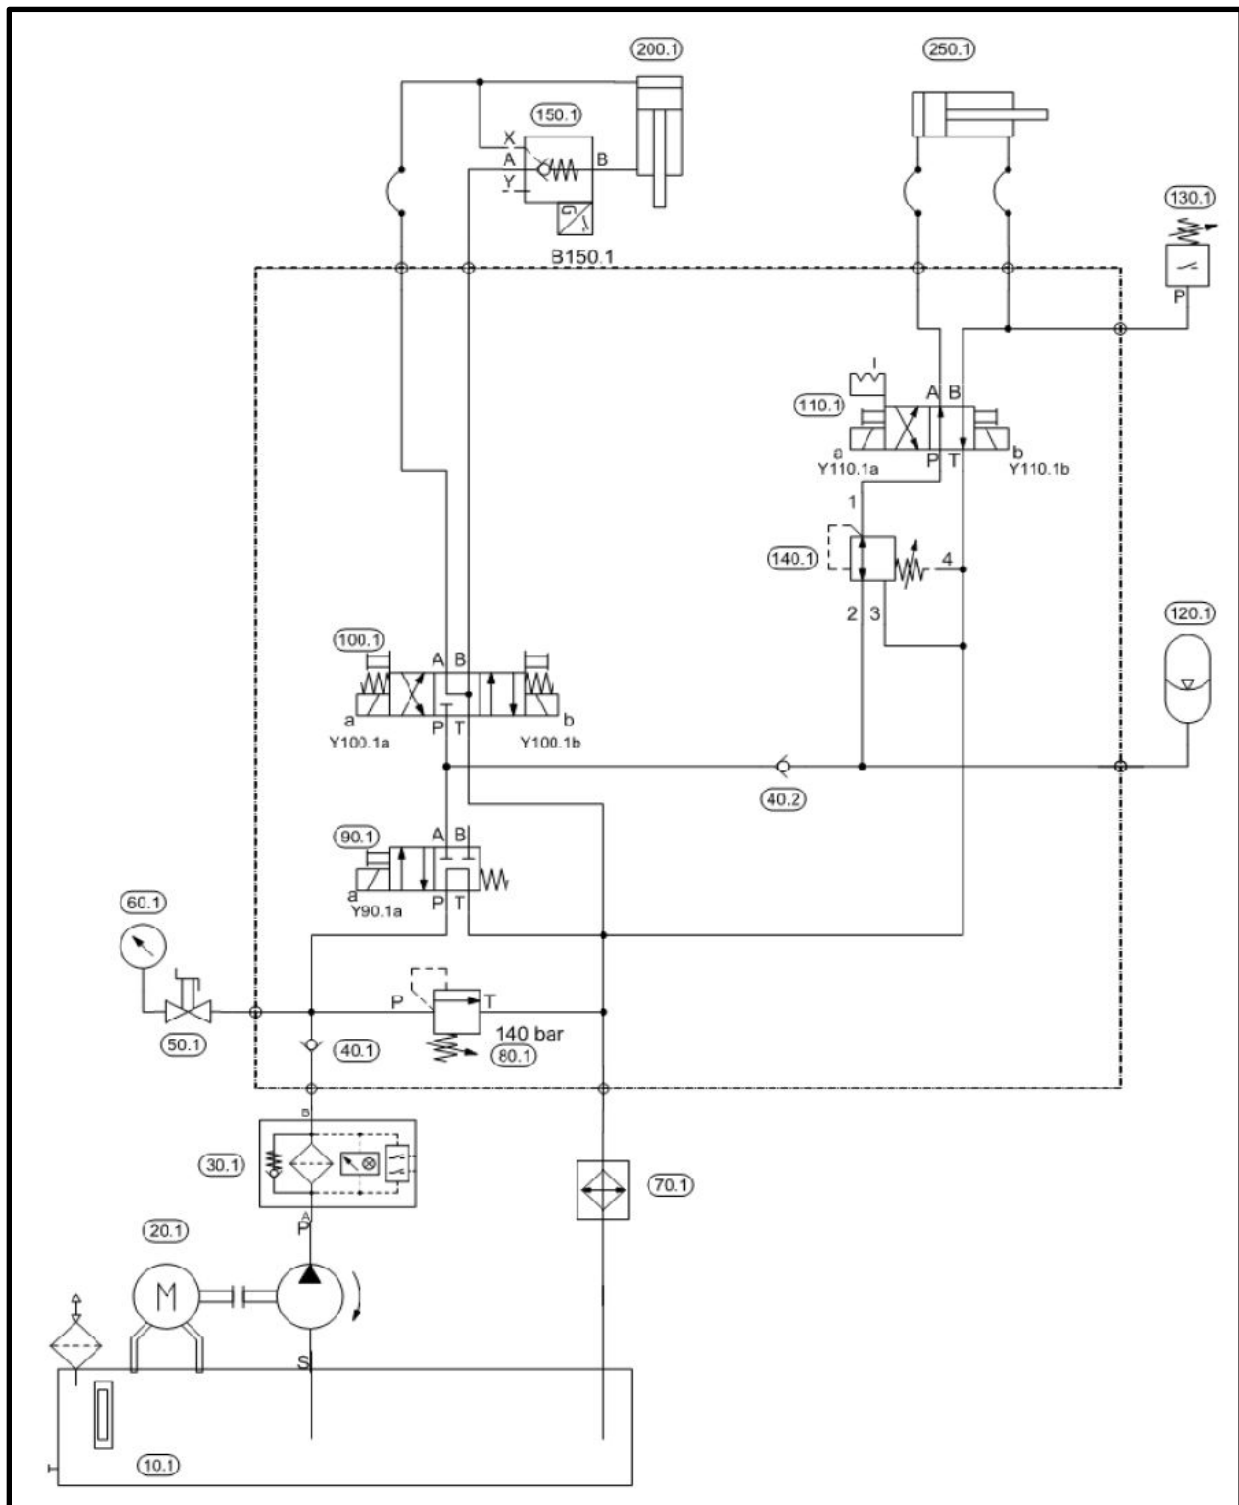 200.1
250.1
150.1
X
A
B
Y
G
130.1
B150.1
P
I
110.1
A B
a
P T
b
Y110.1a
Y110.1b
1
140.1
4
2 3
120.1
100.1
A B
a
P T
b
Y100.1a
Y100.1b
40.2
90.1
A B
a
Y90.1a
P T
60.1
P
T
140 bar
50.1
40.1
80.1
B
30.1
70.1
A
P
20.1
M
S
10.1